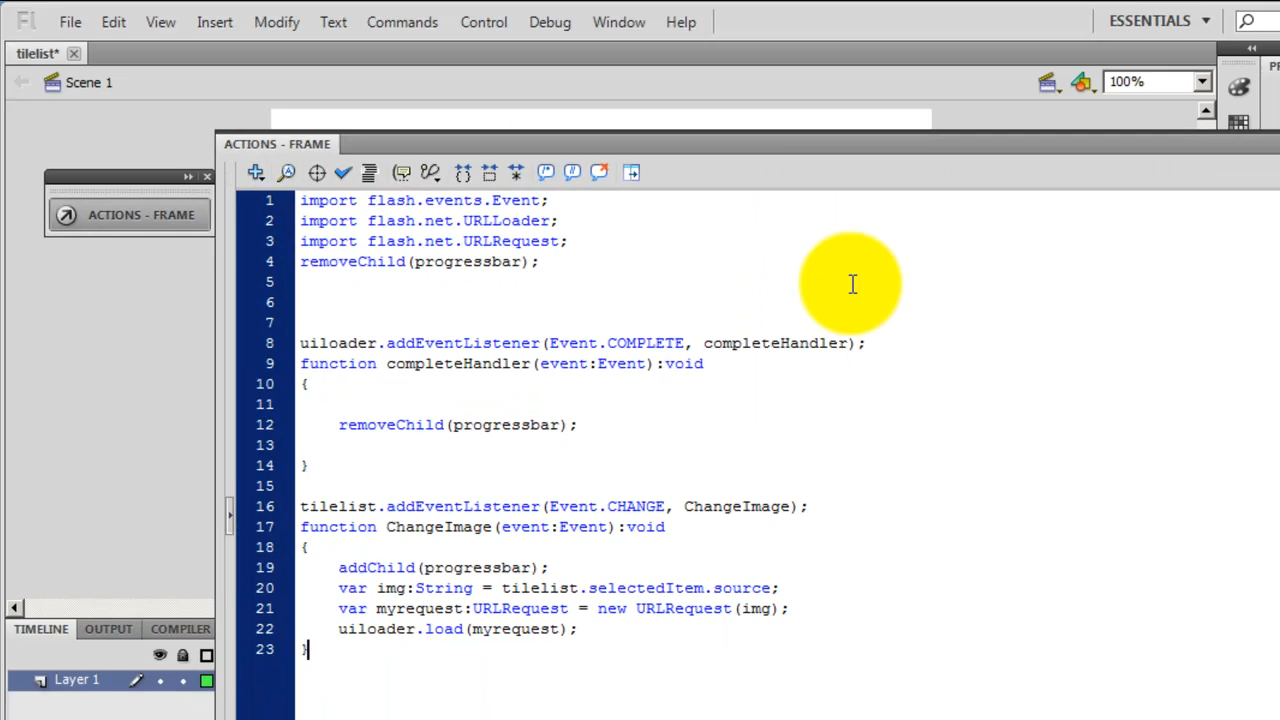 Fl File Edit View Insert Modify Text Commands Control Debug Window Help ESSENTIALS
tilelist*
Scene 1 100%
ACTIONS - FRAME
ACTIONS - FRAME
1 import flash.events.Event;
2 import flash.net.URLLoader;
3 import flash.net.URLRequest;
4 removeChild(progressbar);
5
6
7
8 uiloader.addEventListener(Event.COMPLETE, completeHandler);
9 function completeHandler(event:Event):void
10 {
11
12 removeChild(progressbar);
13
14 }
15
16 tilelist.addEventListener(Event.CHANGE, ChangeImage);
17 function ChangeImage(event:Event):void
18 {
19 addChild(progressbar);
20 var img:String = tilelist.selectedItem.source;
21 var myrequest:URLRequest = new URLRequest(img);
22 uiloader.load(myrequest);
23 }
TIMELINE OUTPUT COMPILER
Layer 1